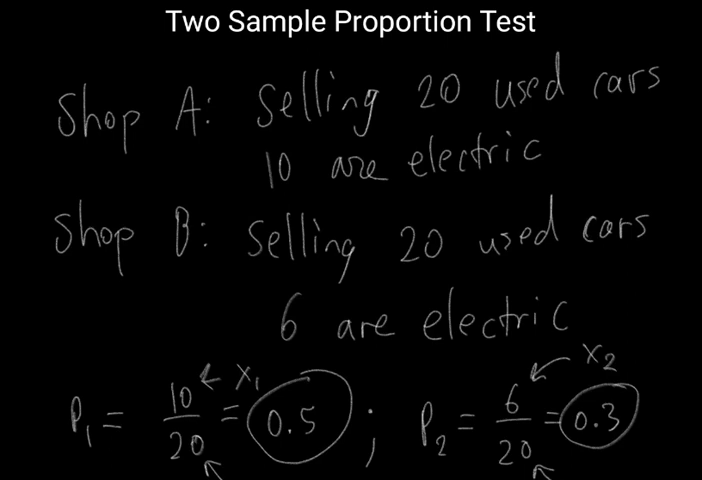 Two Sample Proportion Test
Shop A: Selling 20 used cars
10 are electric
Shop B: Selling 20 used cars
6 are electric
P₁ = 10/20 = 0.5 ; P₂ = 6/20 = 0.3
← X₁
← X₂